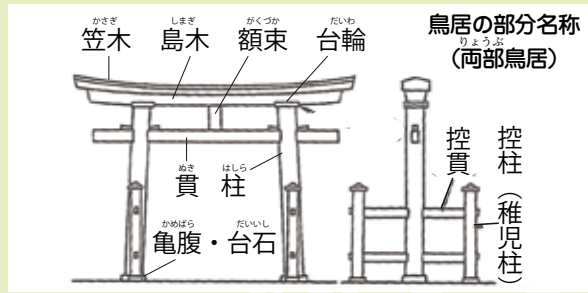 鳥居の部分名称
りょうぶ
（両部鳥居）
かさぎ しまぎ がくづか だいわ
笠木 島木 額束 台輪
ぬき はしら
貫 柱
かめばら だいいし
亀腹・台石
控柱（稚児柱）
控貫